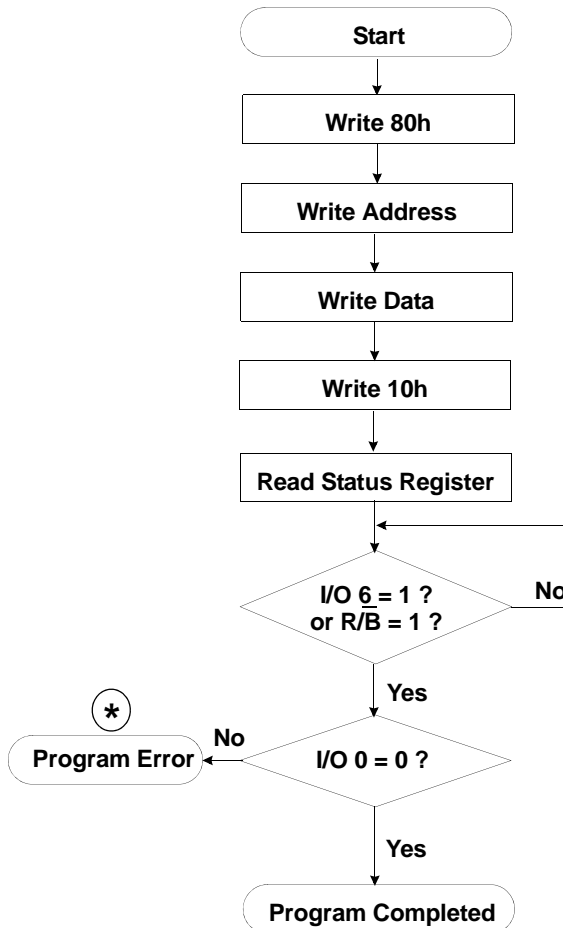 Start
Write 80h
Write Address
Write Data
Write 10h
Read Status Register
I/O 6 = 1 ?
or R/B̅ = 1 ?
No
Yes
*
Program Error
No
I/O 0 = 0 ?
Yes
Program Completed